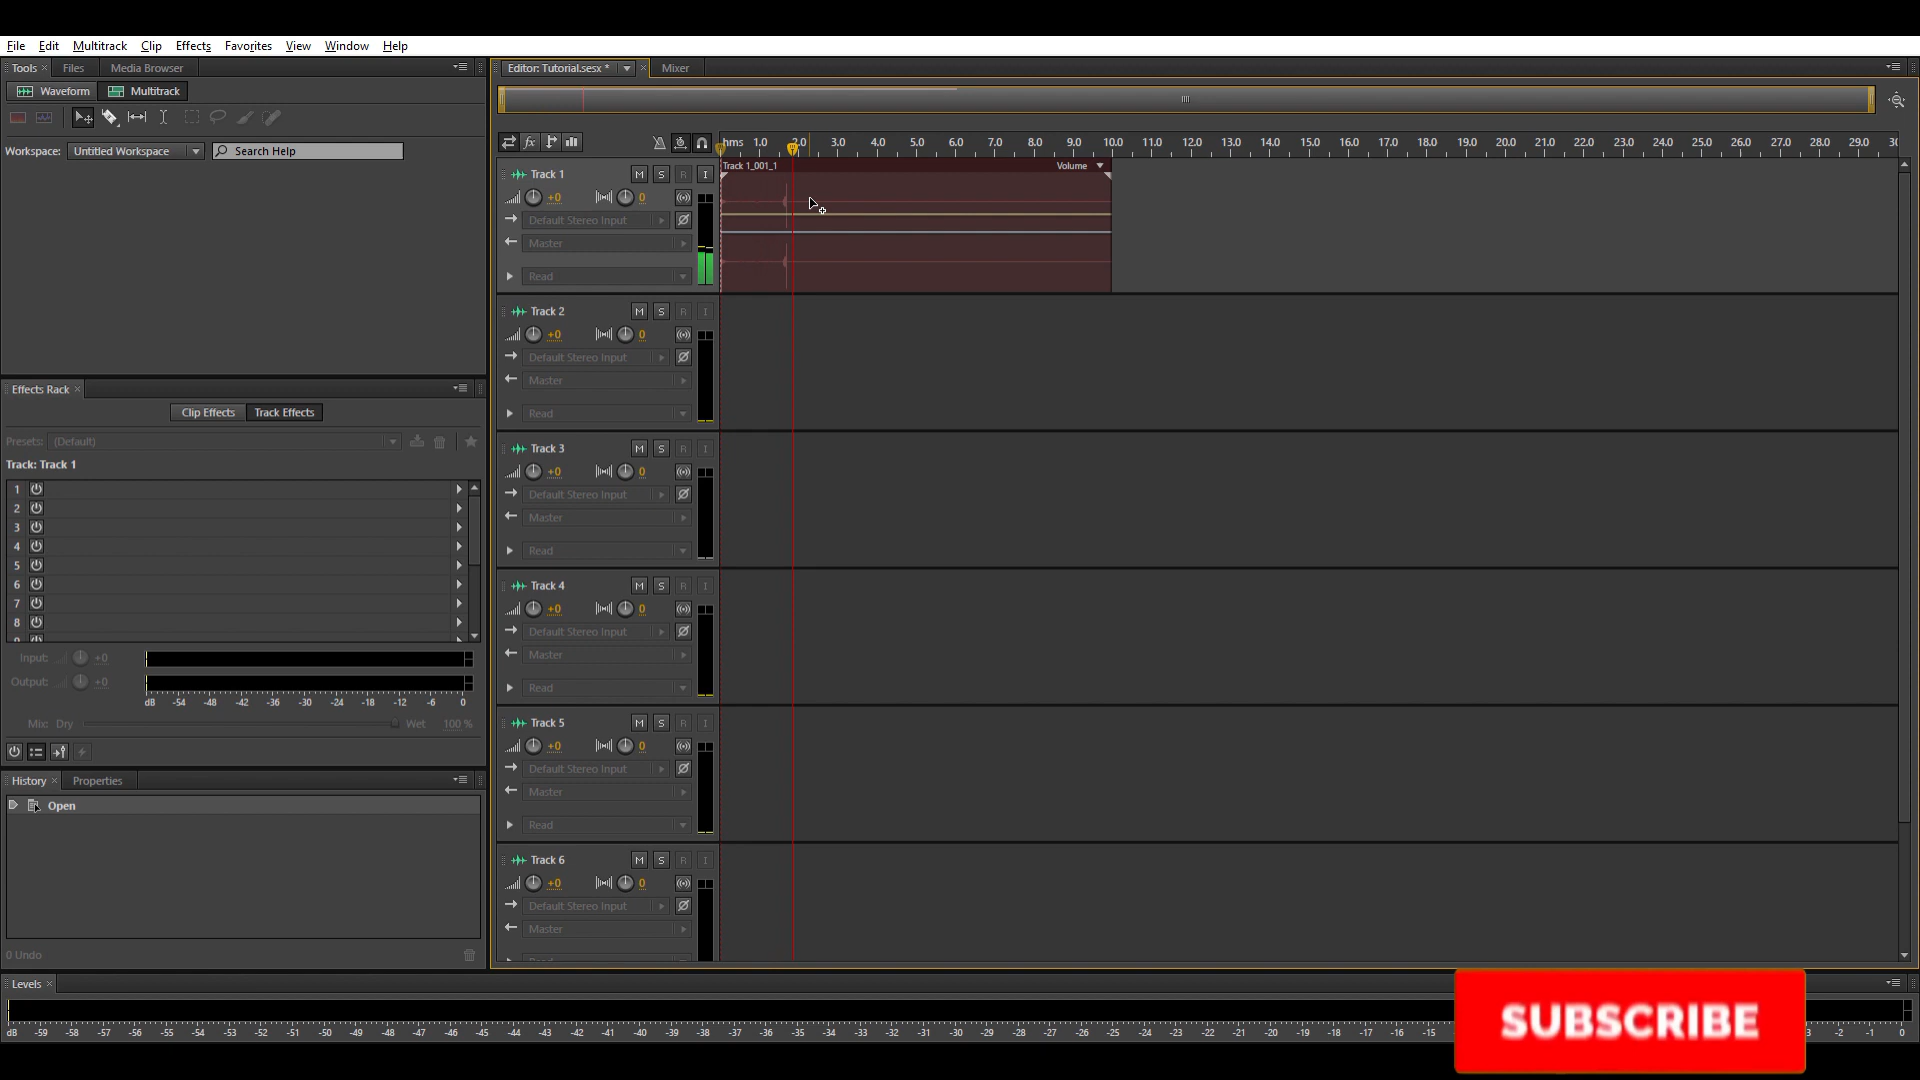 File Edit Multitrack Clip Effects Favorites View Window Help
Tools Files Media Browser
Waveform Multitrack
Workspace: Untitled Workspace Search Help
Editor: Tutorial.sesx * Mixer
hms 1.0 2.0 3.0 4.0 5.0 6.0 7.0 8.0 9.0 10.0 11.0 12.0 13.0 14.0 15.0 16.0 17.0 18.0 19.0 20.0 21.0 22.0 23.0 24.0 25.0 26.0 27.0 28.0 29.0
Track 1_001_1 Volume
Track 1 M S R I
+0 0
Default Stereo Input
Master
Read
Track 2 M S R I
+0 0
Default Stereo Input
Master
Read
Track 3 M S R I
+0 0
Default Stereo Input
Master
Read
Track 4 M S R I
+0 0
Default Stereo Input
Master
Read
Track 5 M S R I
+0 0
Default Stereo Input
Master
Read
Track 6 M S R I
+0 0
Default Stereo Input
Master
Effects Rack
Clip Effects Track Effects
Presets: (Default)
Track: Track 1
1
2
3
4
5
6
7
8
Input: +0
Output: +0
dB -54 -48 -42 -36 -30 -24 -18 -12 -6 0
Mix: Dry Wet 100 %
History Properties
Open
0 Undo
Levels
dB -59 -58 -57 -56 -55 -54 -53 -52 -51 -50 -49 -48 -47 -46 -45 -44 -43 -42 -41 -40 -39 -38 -37 -36 -35 -34 -33 -32 -31 -30 -29 -28 -27 -26 -25 -24 -23 -22 -21 -20 -19 -18 -17 -16 -15 -2 -1 0
SUBSCRIBE